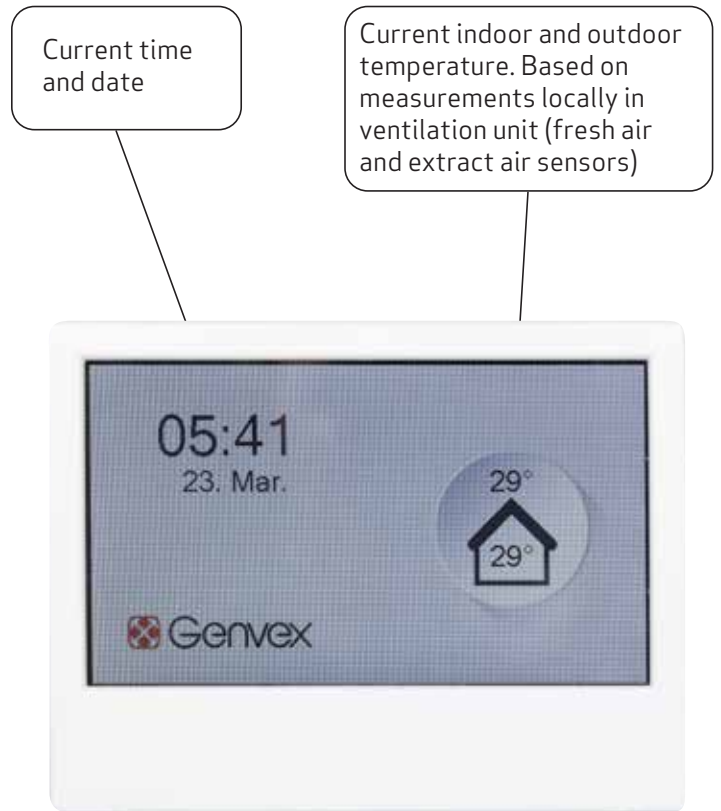 Current time
and date
Current indoor and outdoor
temperature. Based on
measurements locally in
ventilation unit (fresh air
and extract air sensors)
05:41
23. Mar.
29°
29°
Genvex